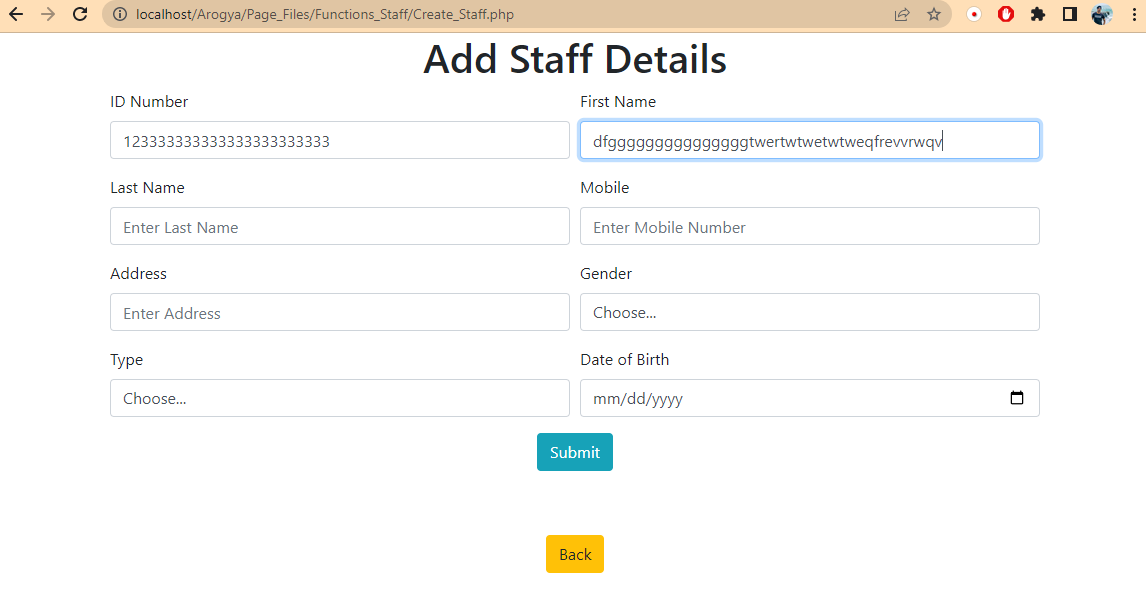 localhost/Arogya/Page_Files/Functions_Staff/Create_Staff.php
Add Staff Details
ID Number
First Name
123333333333333333333333
dfgggggggggggggggtwertwtwetwtweqfrevvrwqv
Last Name
Mobile
Enter Last Name
Enter Mobile Number
Address
Gender
Enter Address
Choose...
Type
Date of Birth
Choose...
mm/dd/yyyy
Submit
Back